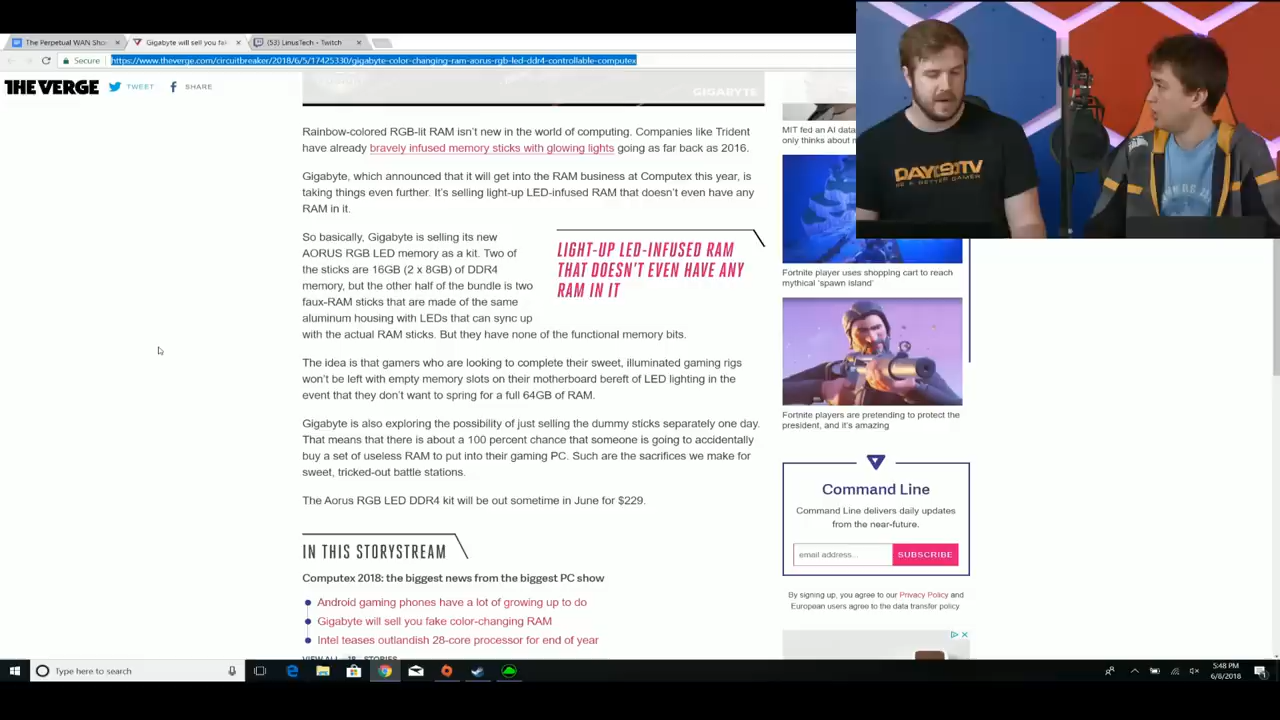 The Perpetual WAN Sho
Gigabyte will sell you fak
(53) LinusTech - Twitch
Secure
https://www.theverge.com/circuitbreaker/2018/6/5/17425330/gigabyte-color-changing-ram-aorus-rgb-led-ddr4-controllable-computex
THE VERGE
TWEET
SHARE
GIGABYTE
Rainbow-colored RGB-lit RAM isn't new in the world of computing. Companies like Trident
have already bravely infused memory sticks with glowing lights going as far back as 2016.
Gigabyte, which announced that it will get into the RAM business at Computex this year, is
taking things even further. It's selling light-up LED-infused RAM that doesn't even have any
RAM in it.
So basically, Gigabyte is selling its new
AORUS RGB LED memory as a kit. Two of
the sticks are 16GB (2 x 8GB) of DDR4
memory, but the other half of the bundle is two
faux-RAM sticks that are made of the same
aluminum housing with LEDs that can sync up
with the actual RAM sticks. But they have none of the functional memory bits.
LIGHT-UP LED-INFUSED RAM
THAT DOESN'T EVEN HAVE ANY
RAM IN IT
The idea is that gamers who are looking to complete their sweet, illuminated gaming rigs
won't be left with empty memory slots on their motherboard bereft of LED lighting in the
event that they don't want to spring for a full 64GB of RAM.
Gigabyte is also exploring the possibility of just selling the dummy sticks separately one day.
That means that there is about a 100 percent chance that someone is going to accidentally
buy a set of useless RAM to put into their gaming PC. Such are the sacrifices we make for
sweet, tricked-out battle stations.
The Aorus RGB LED DDR4 kit will be out sometime in June for $229.
IN THIS STORYSTREAM
Computex 2018: the biggest news from the biggest PC show
Android gaming phones have a lot of growing up to do
Gigabyte will sell you fake color-changing RAM
Intel teases outlandish 28-core processor for end of year
VIEW ALL 18 STORIES
MIT fed an AI data
only thinks about m
DAY[9]TV
BE A BETTER GAMER
Fortnite player uses shopping cart to reach
mythical 'spawn island'
Fortnite players are pretending to protect the
president, and it's amazing
Command Line
Command Line delivers daily updates
from the near-future.
email address...
SUBSCRIBE
By signing up, you agree to our Privacy Policy and
European users agree to the data transfer policy
Type here to search
5:48 PM
6/8/2018